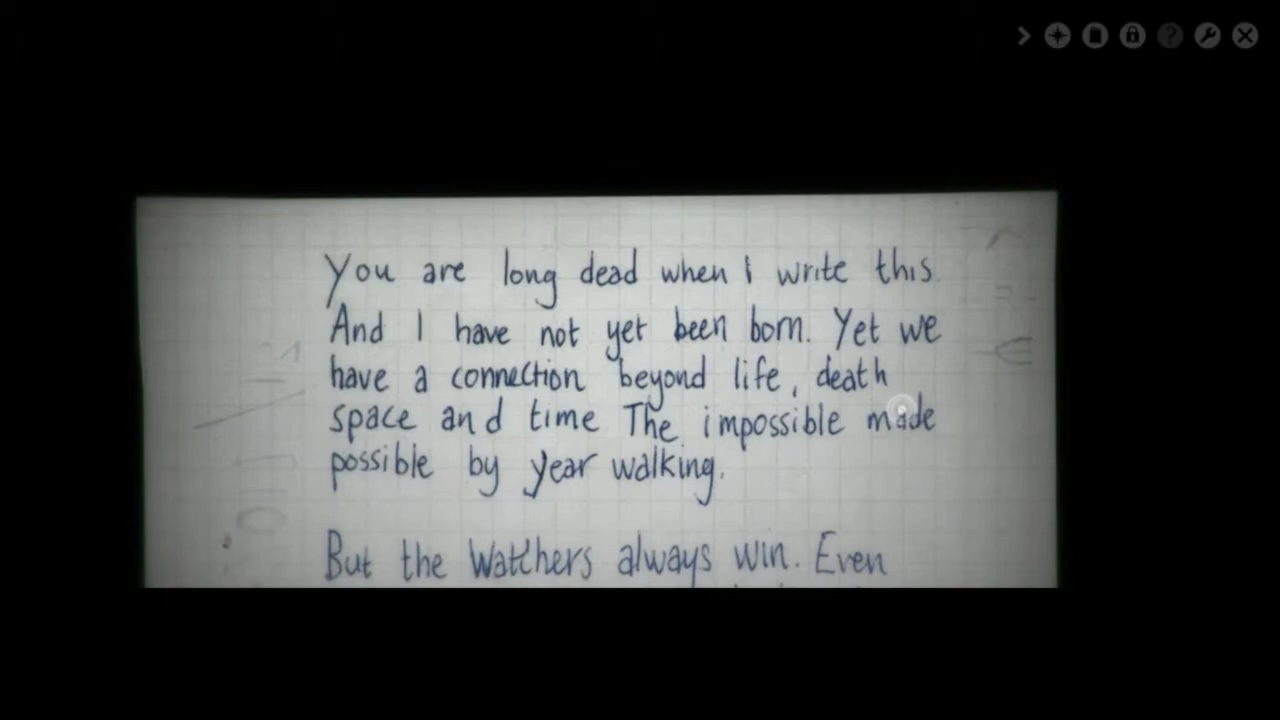 You are long dead when I write this.
And I have not yet been born. Yet we
have a connection beyond life, death
space and time The impossible made
possible by year walking.
But the Watchers always win. Even